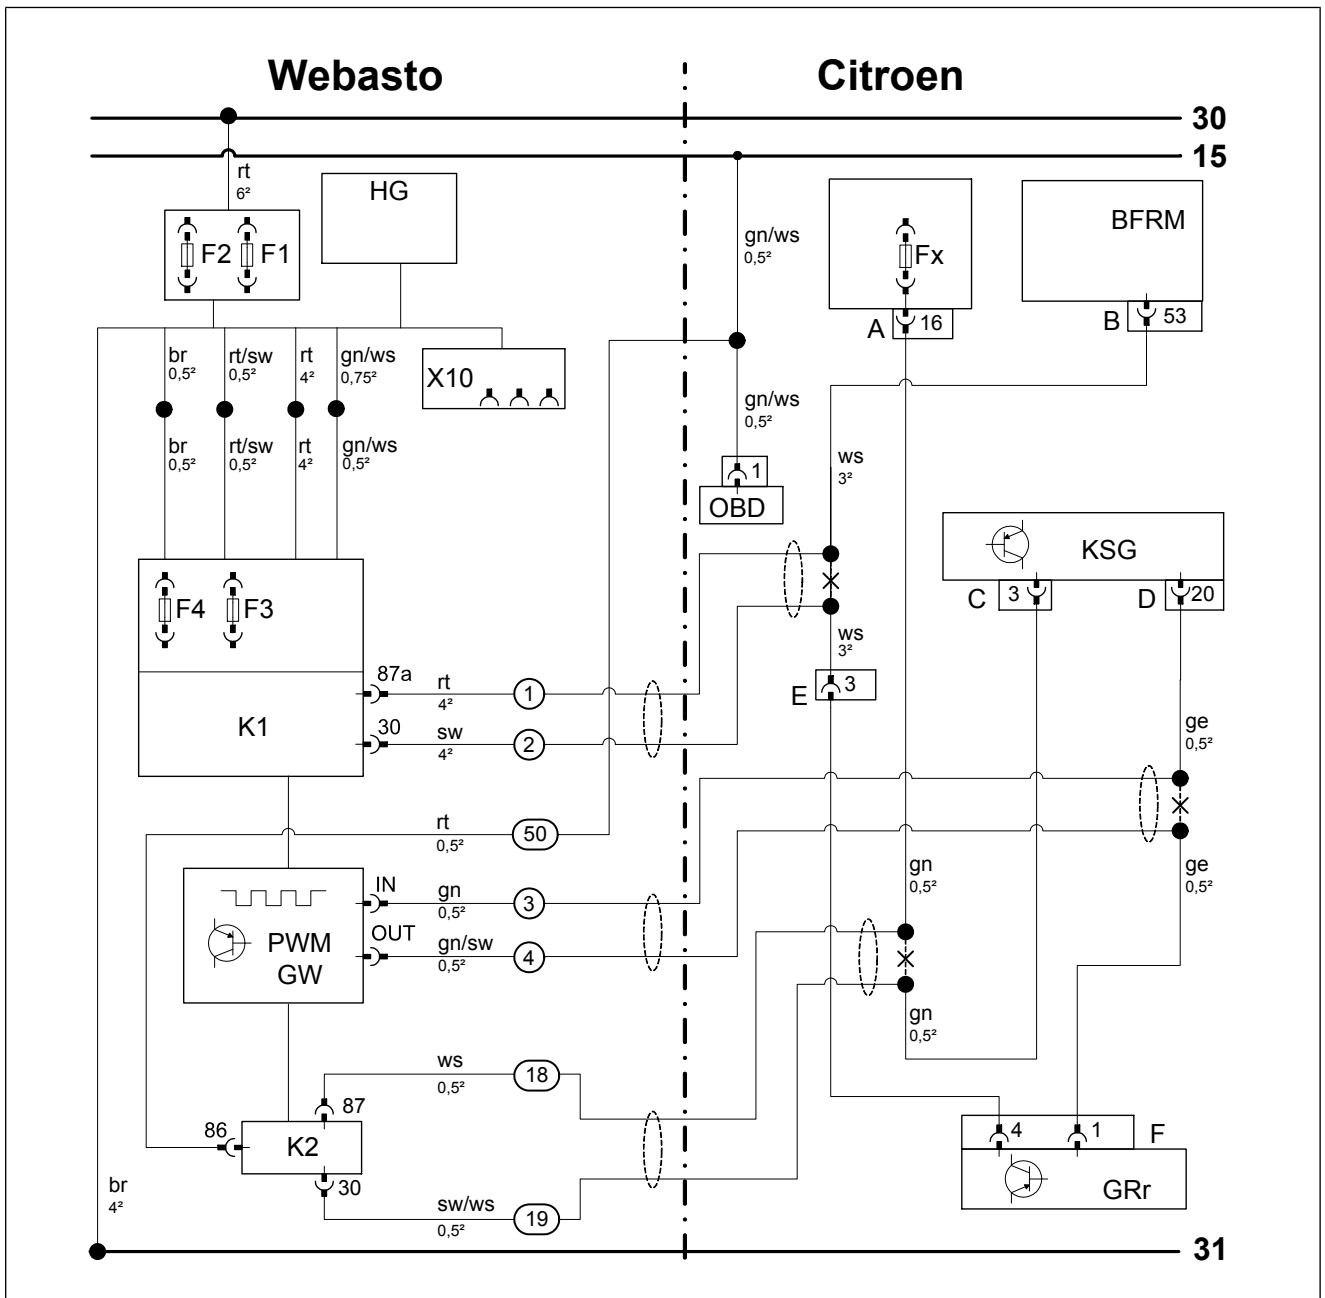 Webasto
Citroen
30
15
rt
6²
HG
F2
F1
gn/ws
0,5²
Fx
BFRM
A
16
B
53
br
0,5²
rt/sw
0,5²
rt
4²
gn/ws
0,75²
X10
br
0,5²
rt/sw
0,5²
rt
4²
gn/ws
0,5²
gn/ws
0,5²
1
OBD
ws
3²
KSG
C
3
D
20
F4
F3
ws
3²
E
3
K1
87a
rt
4²
1
30
sw
4²
2
ge
0,5²
rt
0,5²
50
PWM
GW
IN
gn
0,5²
3
OUT
gn/sw
0,5²
4
gn
0,5²
ge
0,5²
gn
0,5²
ws
0,5²
18
87
86
K2
30
sw/ws
0,5²
19
4
1
F
GRr
br
4²
31